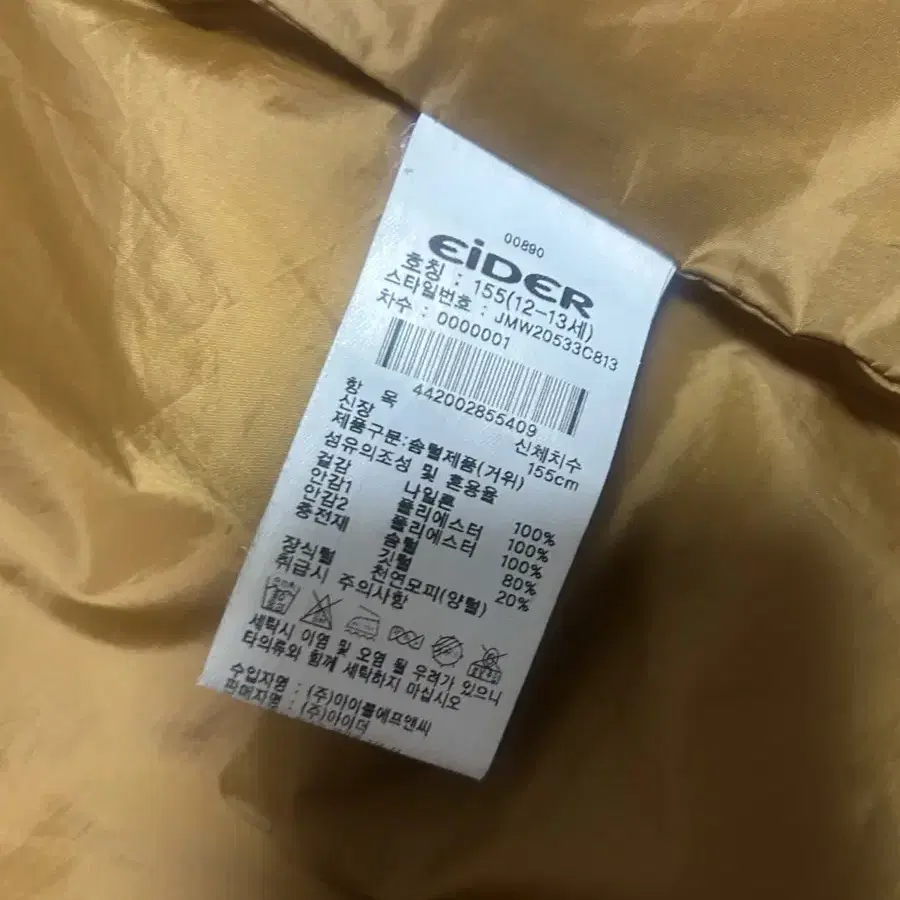 00890
EiDER
호칭 : 155(12-13세)
스타일번호 : JMW20533C813
차수 : 0000001
442002855409
항 목 신체치수
신장 155cm
제품구분:솜털제품(거위)
섬유의조성 및 혼용율
겉감 나일론 100%
안감1 폴리에스터 100%
안감2 폴리에스터 100%
충전재 솜털 80%
깃털 20%
장식털 천연모피(양털)
취급시 주의사항
세탁시 이염 및 오염 될 우려가 있으니
타의류와 함께 세탁하지 마십시오
수입자명 : (주)아이플에프앤씨
판매자명 : (주)아이더